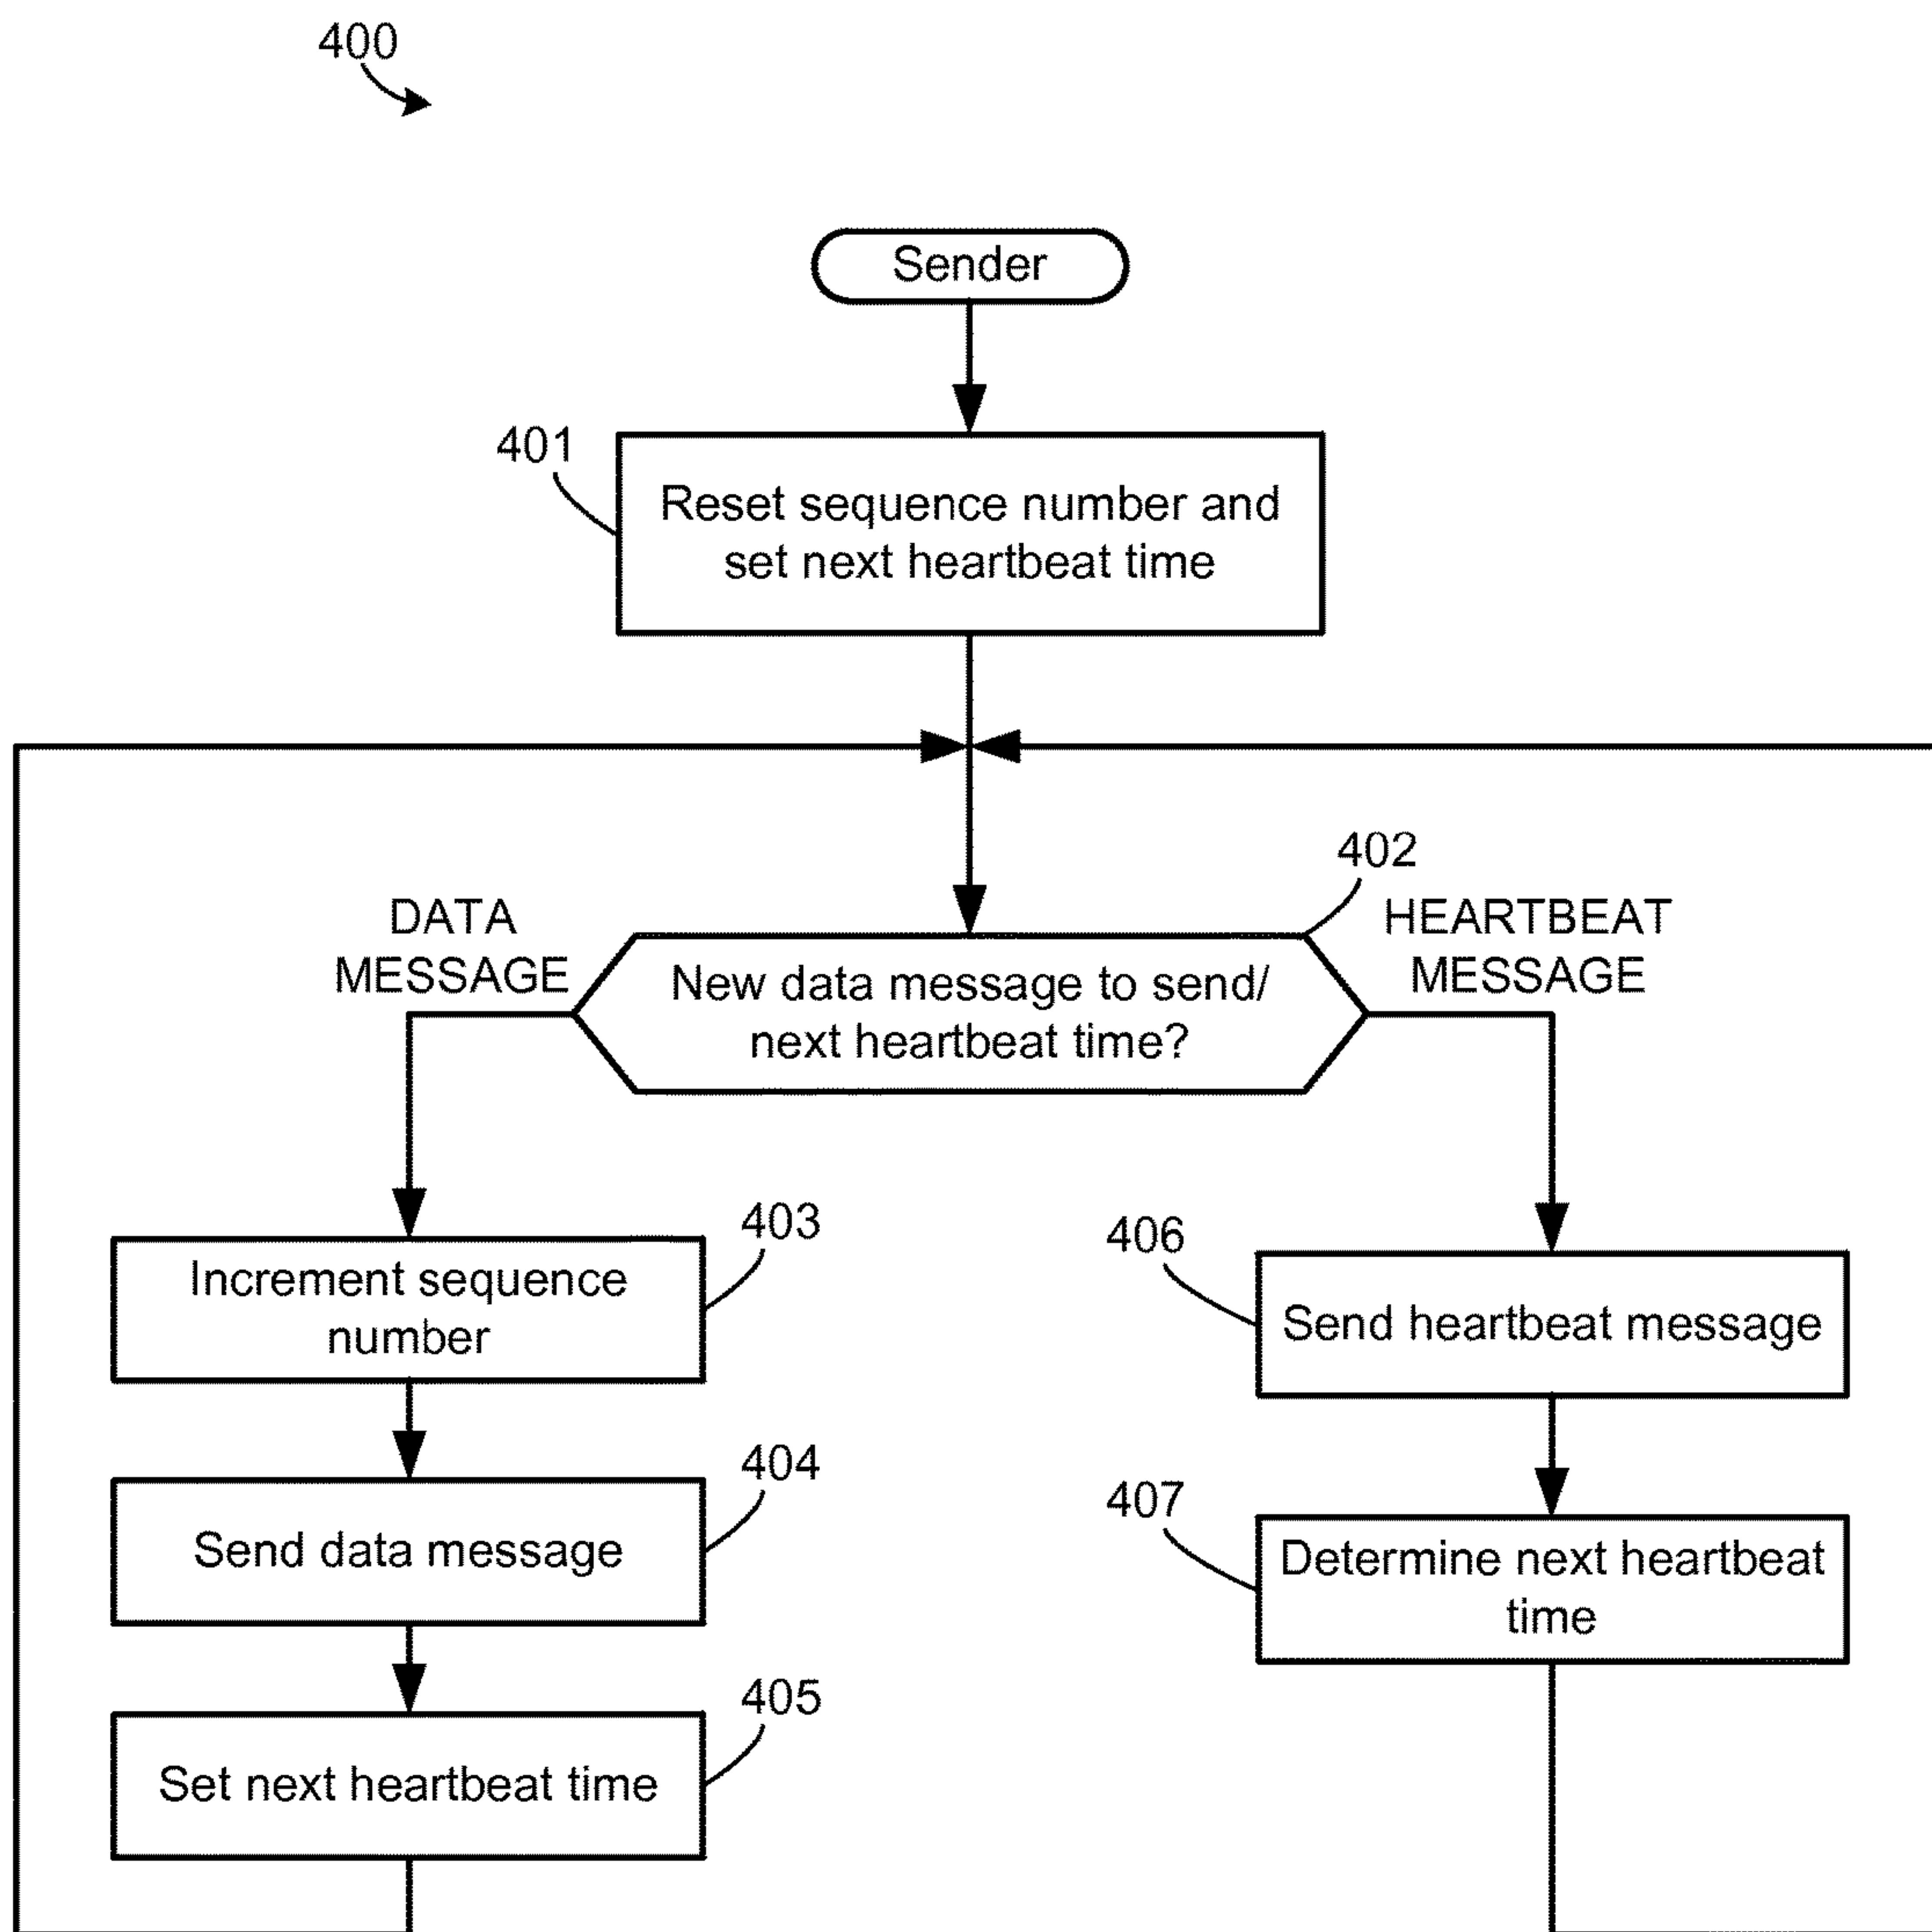 400
Sender
401
Reset sequence number and
set next heartbeat time
402
DATA
MESSAGE
New data message to send/
next heartbeat time?
HEARTBEAT
MESSAGE
403
Increment sequence
number
404
Send data message
405
Set next heartbeat time
406
Send heartbeat message
407
Determine next heartbeat
time